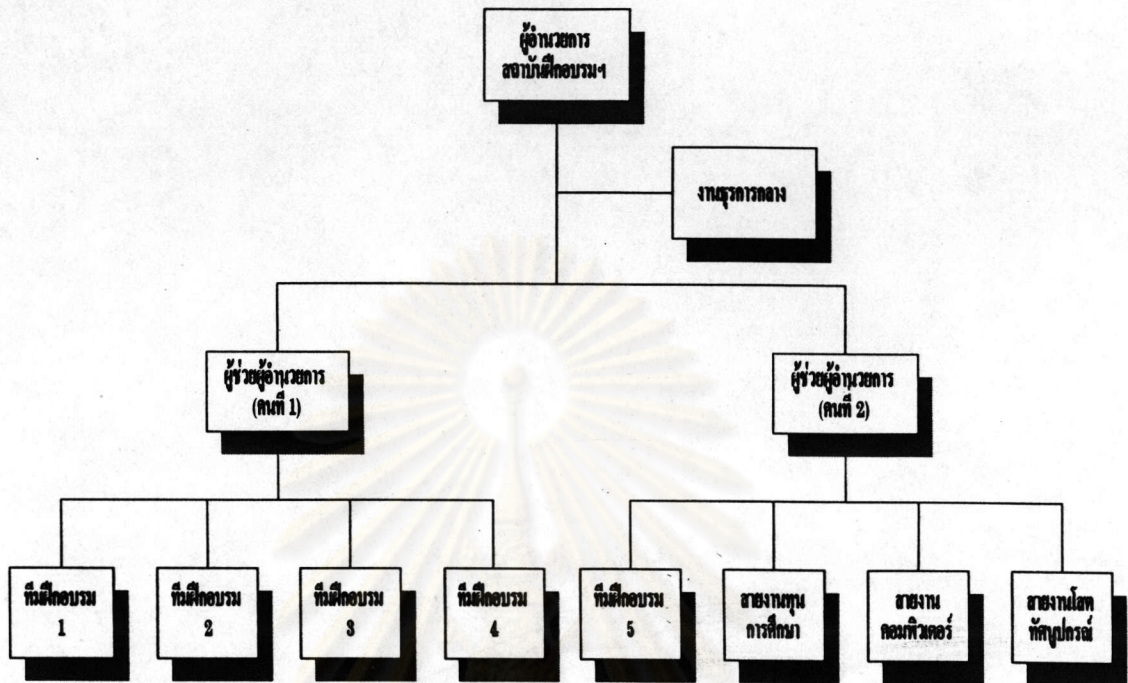 ผู้อำนวยการ
สถาบันฝึกอบรมฯ
งานธุรการกลาง
ผู้ช่วยผู้อำนวยการ
(คนที่ 1)
ผู้ช่วยผู้อำนวยการ
(คนที่ 2)
ทีมฝึกอบรม
1
ทีมฝึกอบรม
2
ทีมฝึกอบรม
3
ทีมฝึกอบรม
4
ทีมฝึกอบรม
5
สายงานทุน
การศึกษา
สายงาน
คอมพิวเตอร์
สายงานโสต
ทัศนูปกรณ์